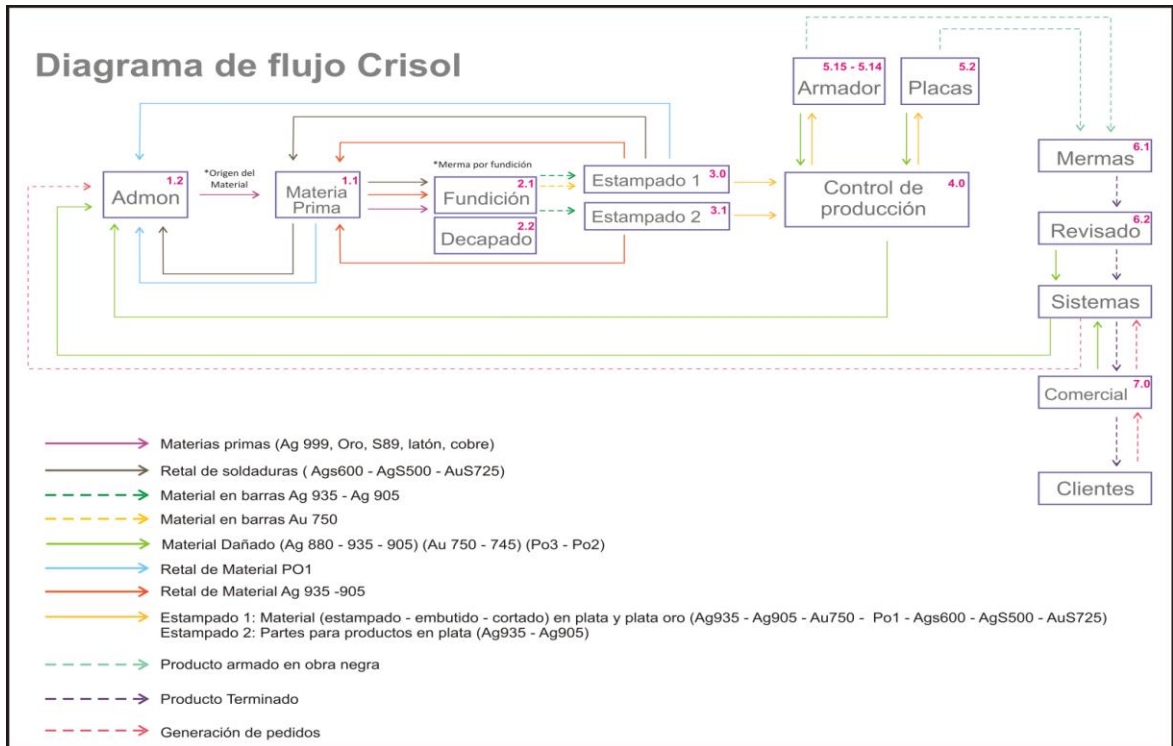 Diagrama de flujo Crisol
5.15 - 5.14
Armador
5.2
Placas
1.2
Admon
*Origen del
Material
1.1
Materia
Prima
*Merma por fundición
2.1
Fundición
2.2
Decapado
3.0
Estampado 1
3.1
Estampado 2
4.0
Control de
producción
6.1
Mermas
6.2
Revisado
Sistemas
7.0
Comercial
Clientes
Materias primas (Ag 999, Oro, S89, latón, cobre)
Retal de soldaduras ( Ags600 - AgS500 - AuS725)
Material en barras Ag 935 - Ag 905
Material en barras Au 750
Material Dañado (Ag 880 - 935 - 905) (Au 750 - 745) (Po3 - Po2)
Retal de Material PO1
Retal de Material Ag 935 -905
Estampado 1: Material (estampado - embutido - cortado) en plata y plata oro (Ag935 - Ag905 - Au750 - Po1 - Ags600 - AgS500 - AuS725)
Estampado 2: Partes para productos en plata (Ag935 - Ag905)
Producto armado en obra negra
Producto Terminado
Generación de pedidos